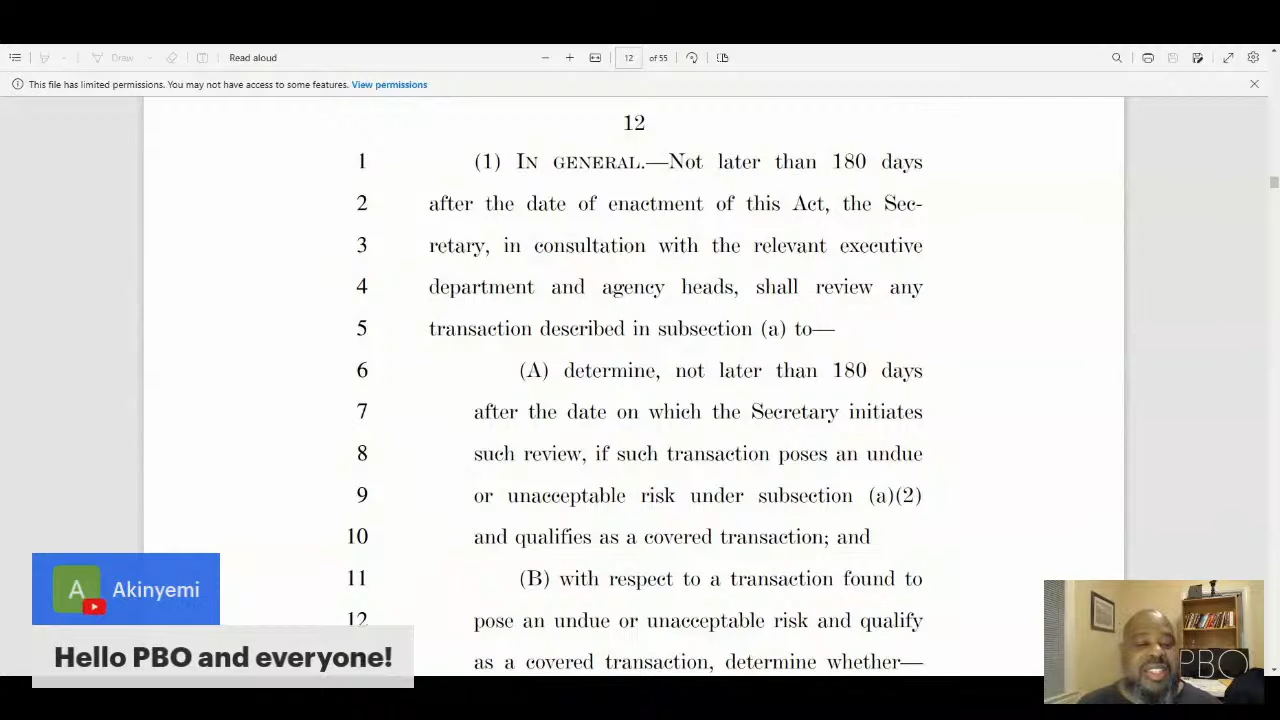 Draw
Read aloud
12
of 55
This file has limited permissions. You may not have access to some features. View permissions
12
1 (1) IN GENERAL.—Not later than 180 days
2 after the date of enactment of this Act, the Sec-
3 retary, in consultation with the relevant executive
4 department and agency heads, shall review any
5 transaction described in subsection (a) to—
6 (A) determine, not later than 180 days
7 after the date on which the Secretary initiates
8 such review, if such transaction poses an undue
9 or unacceptable risk under subsection (a)(2)
10 and qualifies as a covered transaction; and
11 (B) with respect to a transaction found to
12 pose an undue or unacceptable risk and qualify
as a covered transaction, determine whether—
A
Akinyemi
Hello PBO and everyone!
PBO